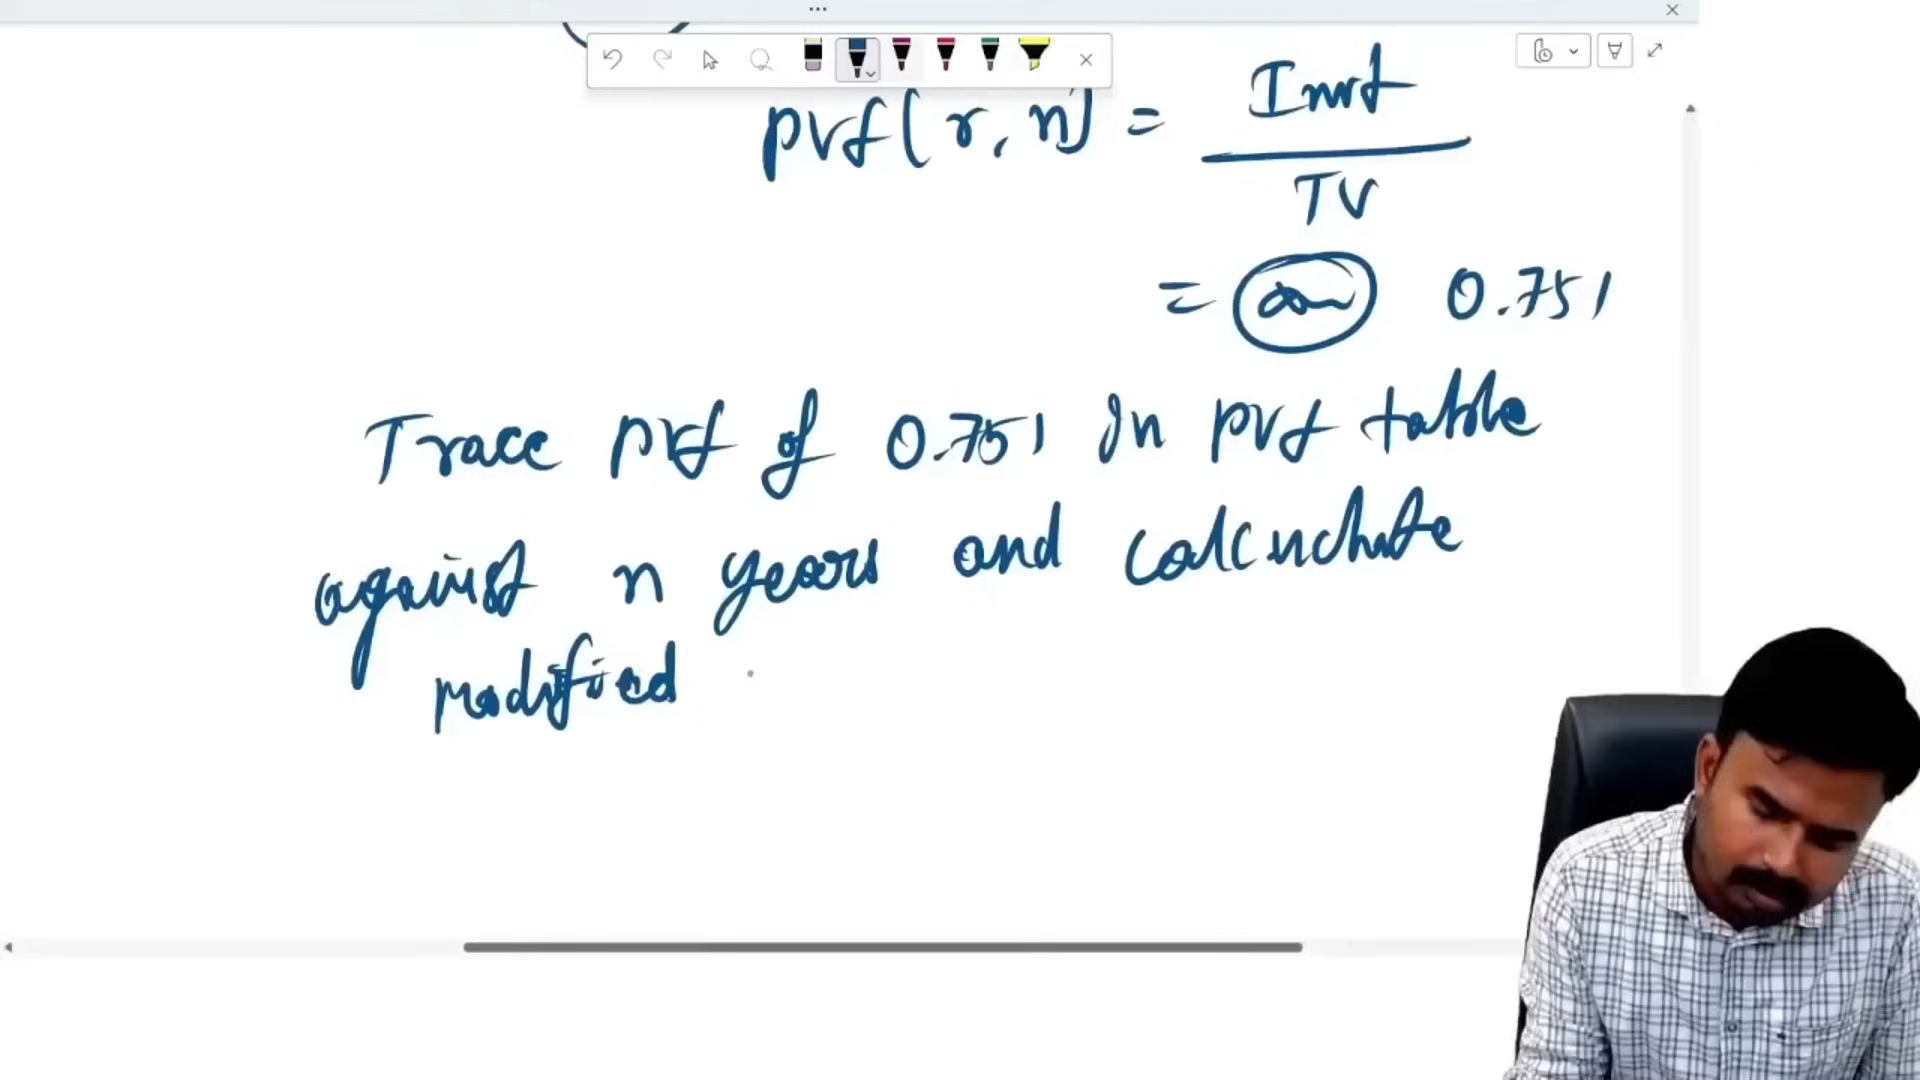 PVf(r, n) = Invt
TV
= 0.751
Trace PVf of 0.751 In PVf table
against n years and calculate
modified